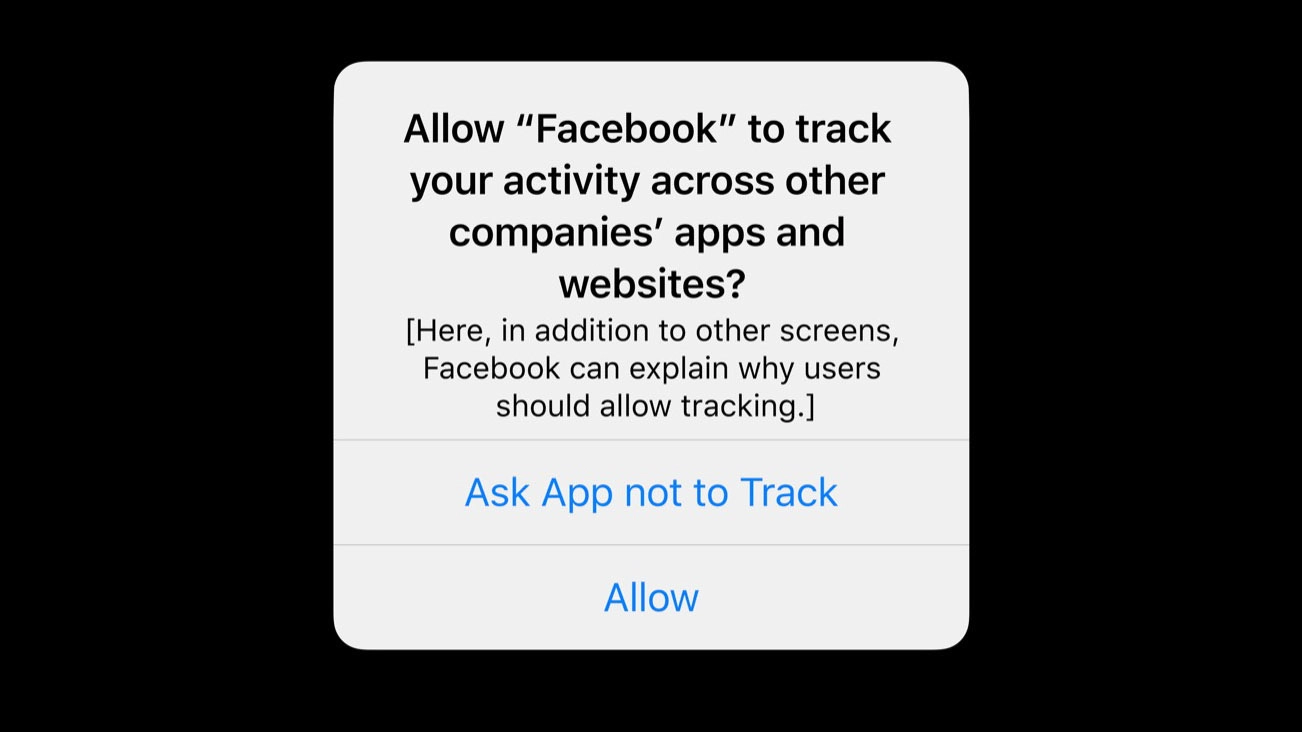 Allow “Facebook” to track
your activity across other
companies’ apps and
websites?
[Here, in addition to other screens,
Facebook can explain why users
should allow tracking.]
Ask App not to Track
Allow